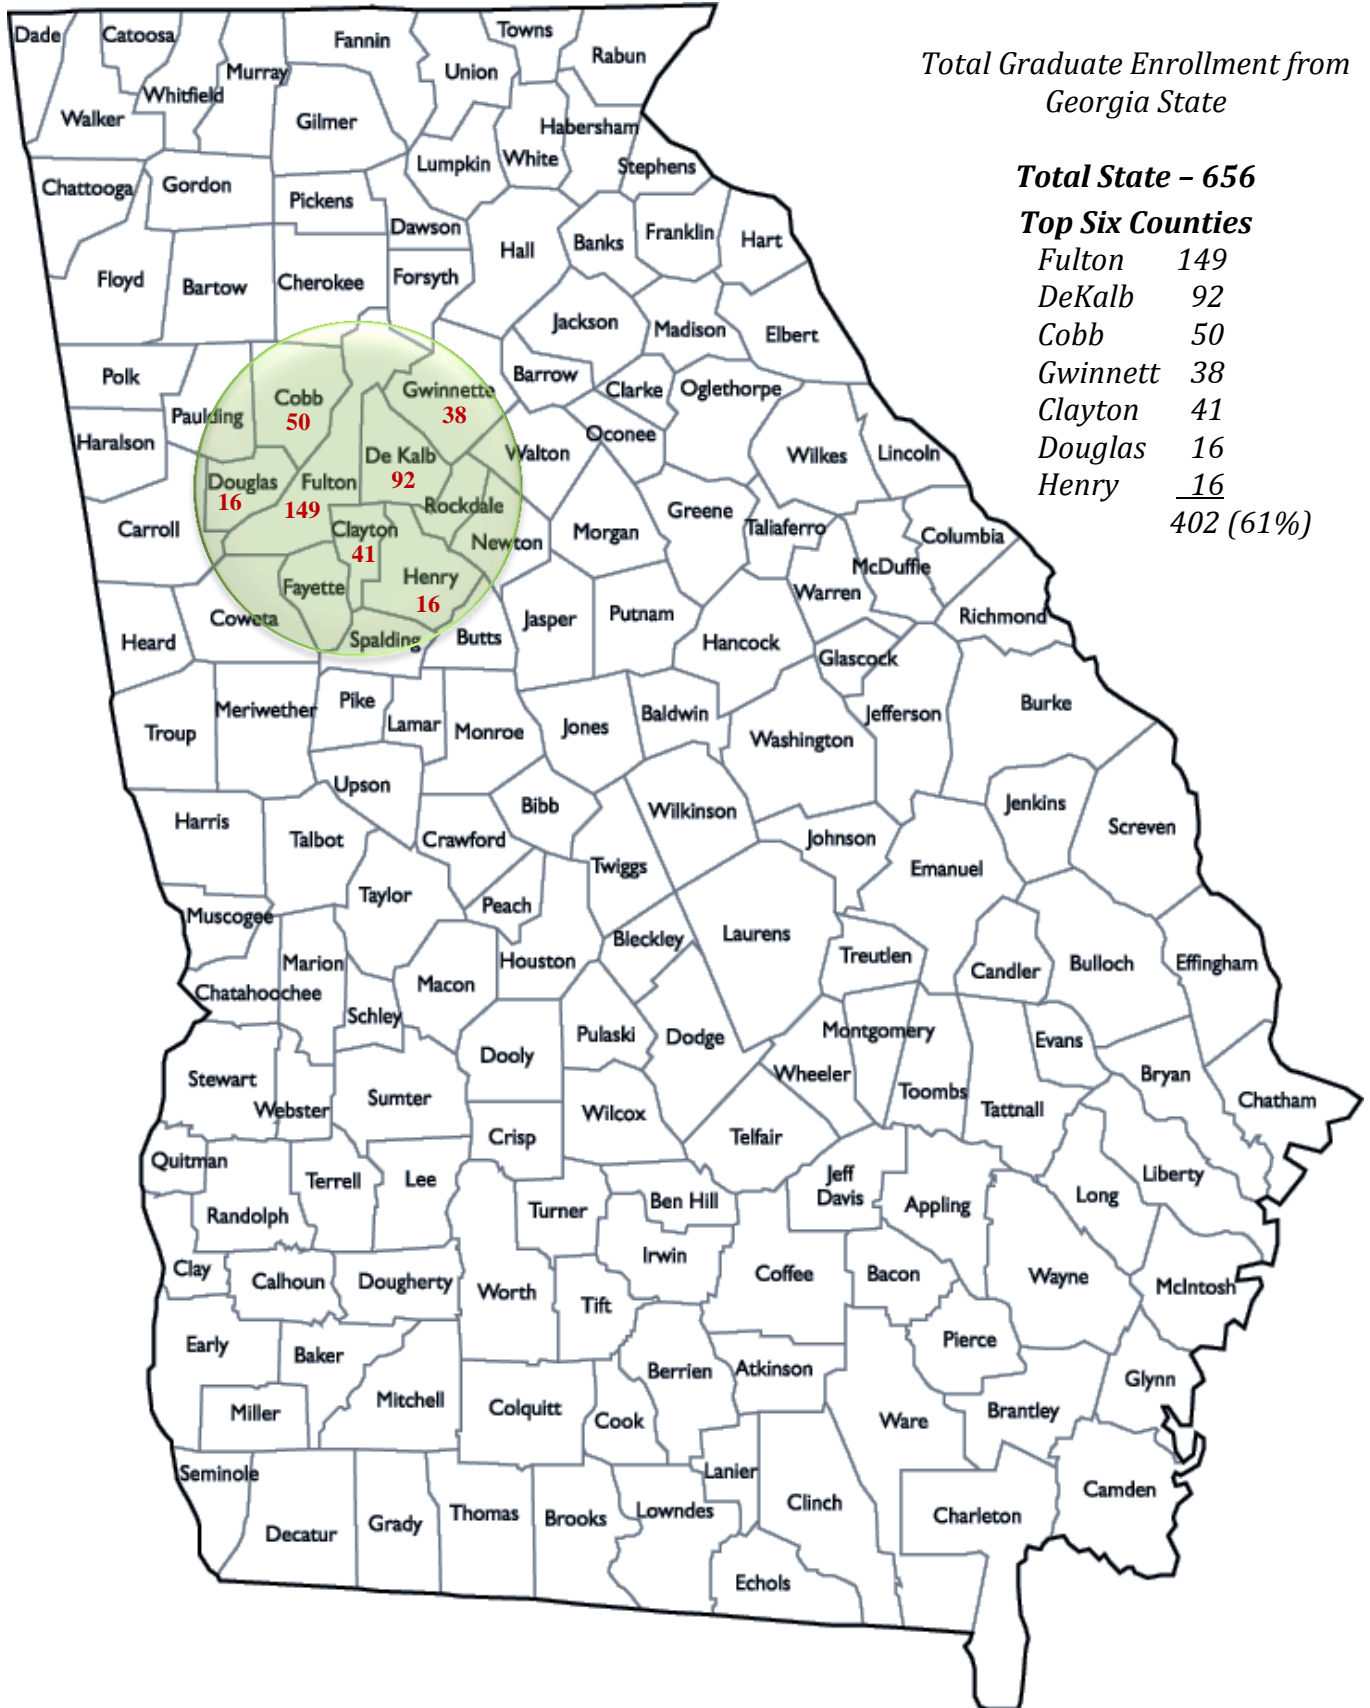 Total Graduate Enrollment from
Georgia State
Total State – 656
Top Six Counties
Fulton 149
DeKalb 92
Cobb 50
Gwinnett 38
Clayton 41
Douglas 16
Henry 16
402 (61%)
Dade
Catoosa
Fannin
Towns
Rabun
Union
Murray
Whitfield
Walker
Gilmer
Habersham
Lumpkin
White
Stephens
Chattooga
Gordon
Pickens
Dawson
Hall
Banks
Franklin
Hart
Floyd
Bartow
Cherokee
Forsyth
Jackson
Madison
Elbert
Polk
Paulding
Cobb
50
Gwinnette
38
Barrow
Clarke
Oglethorpe
Haralson
Oconee
Walton
Wilkes
Lincoln
De Kalb
92
Douglas
16
Fulton
149
Rockdale
Carroll
Clayton
41
Newton
Morgan
Greene
Taliaferro
Columbia
McDuffie
Warren
Fayette
Henry
16
Coweta
Heard
Spalding
Butts
Jasper
Putnam
Hancock
Richmond
Glascock
Troup
Meriwether
Pike
Lamar
Monroe
Jones
Baldwin
Washington
Jefferson
Burke
Upson
Harris
Talbot
Crawford
Bibb
Wilkinson
Johnson
Jenkins
Screven
Twiggs
Emanuel
Taylor
Peach
Muscogee
Bleckley
Laurens
Treutlen
Candler
Bulloch
Effingham
Marion
Macon
Houston
Chatahoochee
Schley
Pulaski
Dodge
Montgomery
Dooly
Evans
Stewart
Webster
Sumter
Wheeler
Toombs
Bryan
Chatham
Wilcox
Tattnall
Crisp
Telfair
Quitman
Terrell
Lee
Liberty
Jeff
Davis
Randolph
Turner
Ben Hill
Appling
Long
Clay
Calhoun
Dougherty
Worth
Irwin
Coffee
Bacon
Wayne
McIntosh
Tift
Early
Baker
Pierce
Berrien
Atkinson
Glynn
Miller
Mitchell
Colquitt
Cook
Ware
Brantley
Seminole
Lanier
Camden
Decatur
Grady
Thomas
Brooks
Lowndes
Clinch
Charleton
Echols